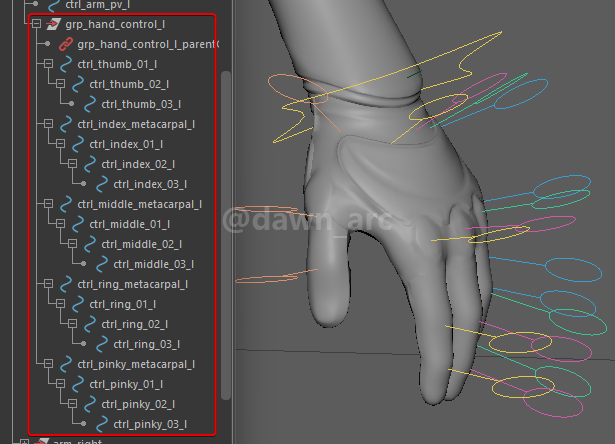 ctrl_arm_pv_l
grp_hand_control_l
grp_hand_control_l_parentC
ctrl_thumb_01_l
ctrl_thumb_02_l
ctrl_thumb_03_l
ctrl_index_metacarpal_l
ctrl_index_01_l
ctrl_index_02_l
ctrl_index_03_l
ctrl_middle_metacarpal_l
ctrl_middle_01_l
ctrl_middle_02_l
ctrl_middle_03_l
ctrl_ring_metacarpal_l
ctrl_ring_01_l
ctrl_ring_02_l
ctrl_ring_03_l
ctrl_pinky_metacarpal_l
ctrl_pinky_01_l
ctrl_pinky_02_l
ctrl_pinky_03_l
arm_right
@dawn_arc